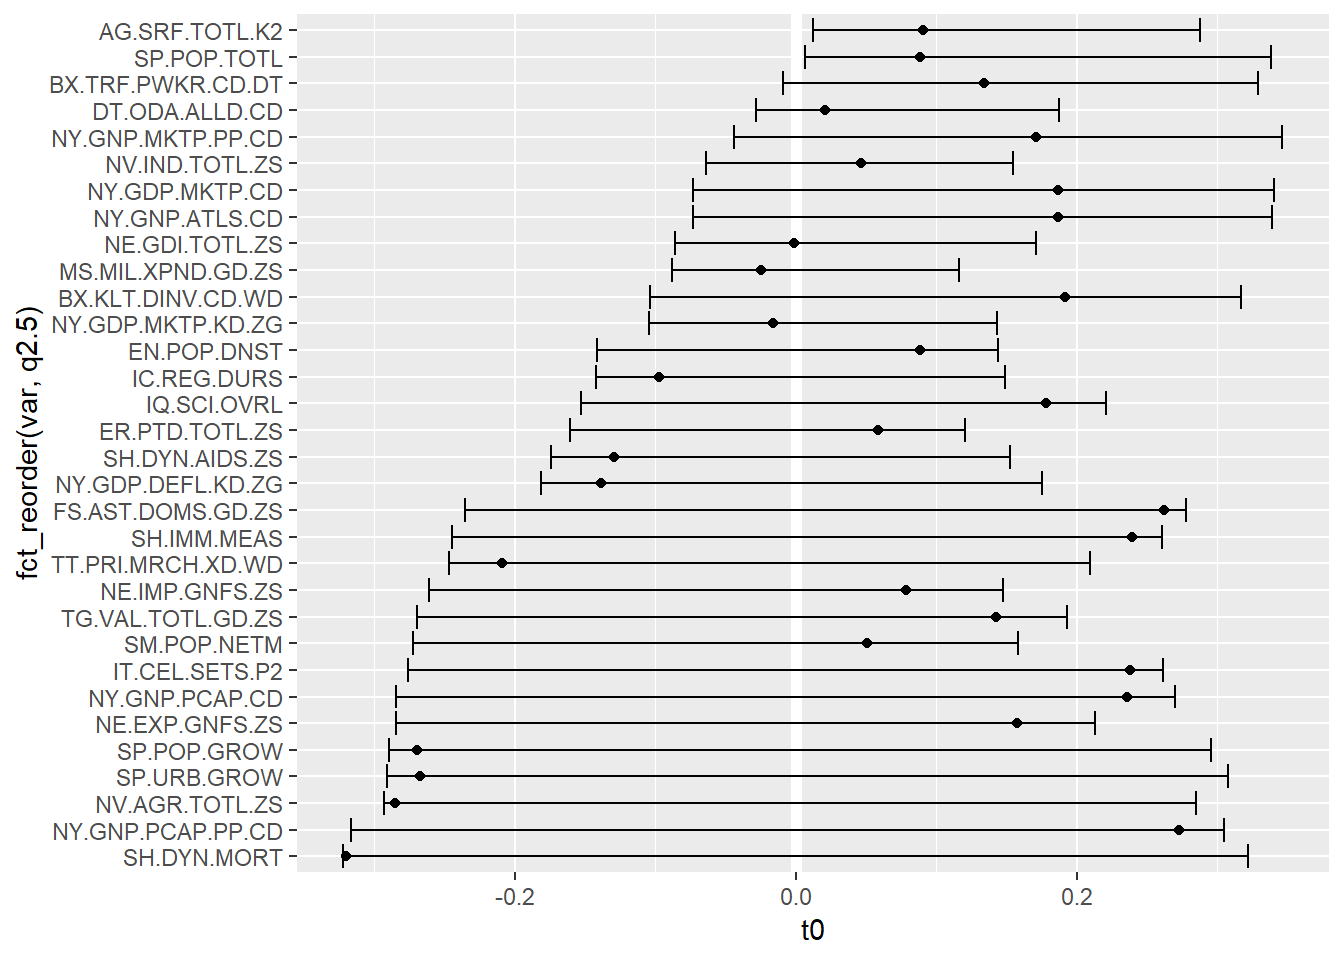 AG.SRF.TOTL.K2
SP.POP.TOTL
BX.TRF.PWKR.CD.DT
DT.ODA.ALLD.CD
NY.GNP.MKTP.PP.CD
NV.IND.TOTL.ZS
NY.GDP.MKTP.CD
NY.GNP.ATLS.CD
NE.GDI.TOTL.ZS
MS.MIL.XPND.GD.ZS
BX.KLT.DINV.CD.WD
NY.GDP.MKTP.KD.ZG
EN.POP.DNST
IC.REG.DURS
IQ.SCI.OVRL
ER.PTD.TOTL.ZS
SH.DYN.AIDS.ZS
NY.GDP.DEFL.KD.ZG
FS.AST.DOMS.GD.ZS
SH.IMM.MEAS
TT.PRI.MRCH.XD.WD
NE.IMP.GNFS.ZS
TG.VAL.TOTL.GD.ZS
SM.POP.NETM
IT.CEL.SETS.P2
NY.GNP.PCAP.CD
NE.EXP.GNFS.ZS
SP.POP.GROW
SP.URB.GROW
NV.AGR.TOTL.ZS
NY.GNP.PCAP.PP.CD
SH.DYN.MORT
fct_reorder(var, q2.5)
-0.2 0.0 0.2
t0